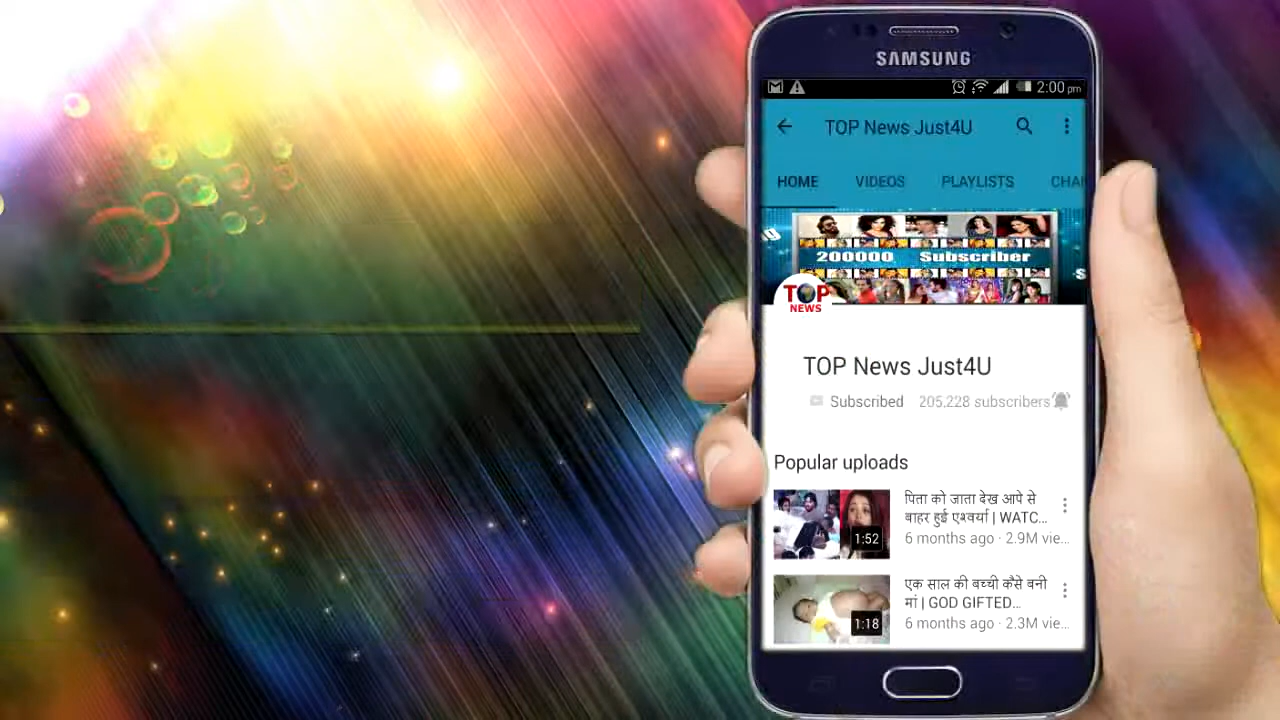 SAMSUNG
2:00 pm
TOP News Just4U
HOME VIDEOS PLAYLISTS CHA
200000 Subscriber
TOP
NEWS
TOP News Just4U
Subscribed 205,228 subscribers
Popular uploads
पिता को जाता देख आपे से
बाहर हुई एश्वर्या | WATC...
1:52
6 months ago · 2.9M vie...
एक साल की बच्ची कैसे बनी
मां | GOD GIFTED...
1:18
6 months ago · 2.3M vie...